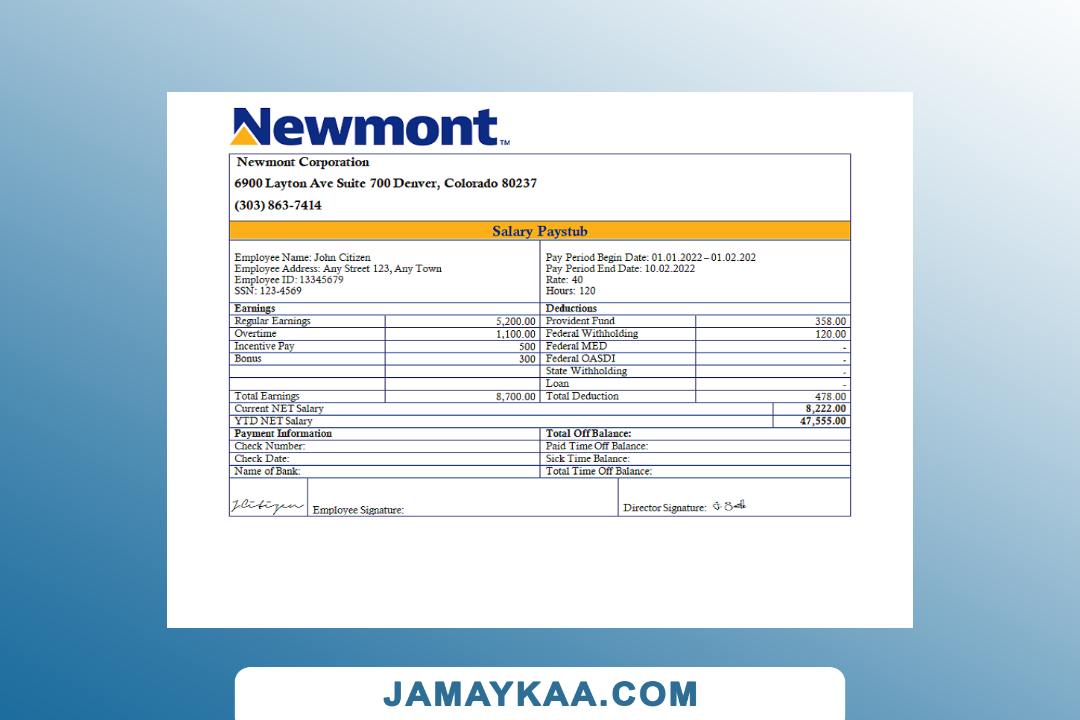 Newmont™
Newmont Corporation
6900 Layton Ave Suite 700 Denver, Colorado 80237
(303) 863-7414
Salary Paystub
Employee Name: John Citizen
Employee Address: Any Street 123, Any Town
Employee ID: 13345679
SSN: 123-4569
Pay Period Begin Date: 01.01.2022 – 01.02.202
Pay Period End Date: 10.02.2022
Rate: 40
Hours: 120
Earnings Deductions
Regular Earnings 5,200.00 Provident Fund 358.00
Overtime 1,100.00 Federal Withholding 120.00
Incentive Pay 500 Federal MED -
Bonus 300 Federal OASDI -
State Withholding -
Loan -
Total Earnings 8,700.00 Total Deduction 478.00
Current NET Salary 8,222.00
YTD NET Salary 47,555.00
Payment Information Total Off Balance:
Check Number: Paid Time Off Balance:
Check Date: Sick Time Balance:
Name of Bank: Total Time Off Balance:
JCitizen Employee Signature: Director Signature:
JAMAYKAA.COM